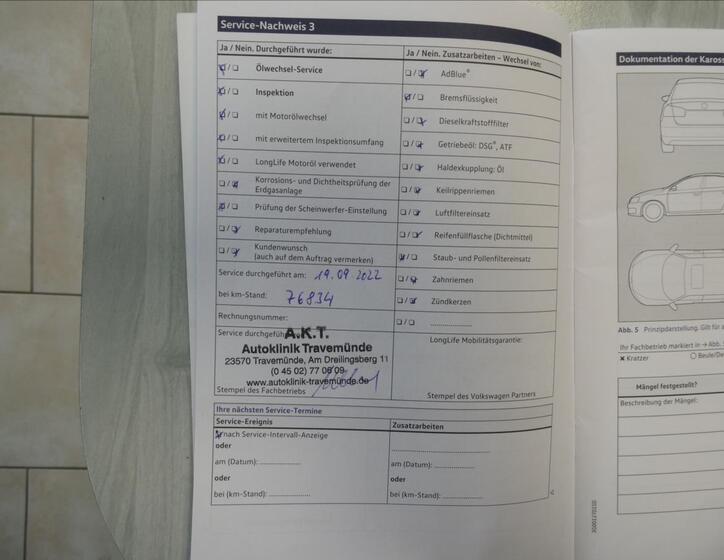 Service-Nachweis 3
Ja / Nein. Durchgeführt wurde:
☑/☐ Ölwechsel-Service
☑/☐ Inspektion
☑/☐ mit Motorölwechsel
☑/☐ mit erweitertem Inspektionsumfang
☑/☐ LongLife Motoröl verwendet
☐/☑ Korrosions- und Dichtheitsprüfung der
Erdgasanlage
☑/☐ Prüfung der Scheinwerfer-Einstellung
☐/☑ Reparaturempfehlung
☐/☑ Kundenwunsch
(auch auf dem Auftrag vermerken)
Service durchgeführt am: 19.09.2022
bei km-Stand: 76834
Rechnungsnummer:
Service durchgeführt
A.K.T.
Autoklinik Travemünde
23570 Travemünde, Am Dreilingsberg 11
(0 45 02) 77 06 09
www.autoklinik-travemünde.de
Stempel des Fachbetriebs
Ja / Nein. Zusatzarbeiten – Wechsel von:
☐/☑ AdBlue®
☑/☐ Bremsflüssigkeit
☐/☑ Dieselkraftstofffilter
☐/☑ Getriebeöl: DSG®, ATF
☐/☑ Haldexkupplung: Öl
☐/☑ Keilrippenriemen
☐/☑ Luftfiltereinsatz
☐/☑ Reifenfüllflasche (Dichtmittel)
☑/☐ Staub- und Pollenfiltereinsatz
☐/☑ Zahnriemen
☐/☑ Zündkerzen
☐/☐ ....................
LongLife Mobilitätsgarantie:
Stempel des Volkswagen Partners
Ihre nächsten Service-Termine
Service-Ereignis
☑ nach Service-Intervall-Anzeige
oder
am (Datum): ....................
oder
bei (km-Stand): ....................
Zusatzarbeiten
am (Datum): ....................
oder
bei (km-Stand): ....................
Dokumentation der Kaross
Abb. 5 Prinzipdarstellung. Gilt für a
Ihr Fachbetrieb markiert in → Abb.
✖ Kratzer ○ Beule/De
Mängel festgestellt?
Beschreibung der Mängel: